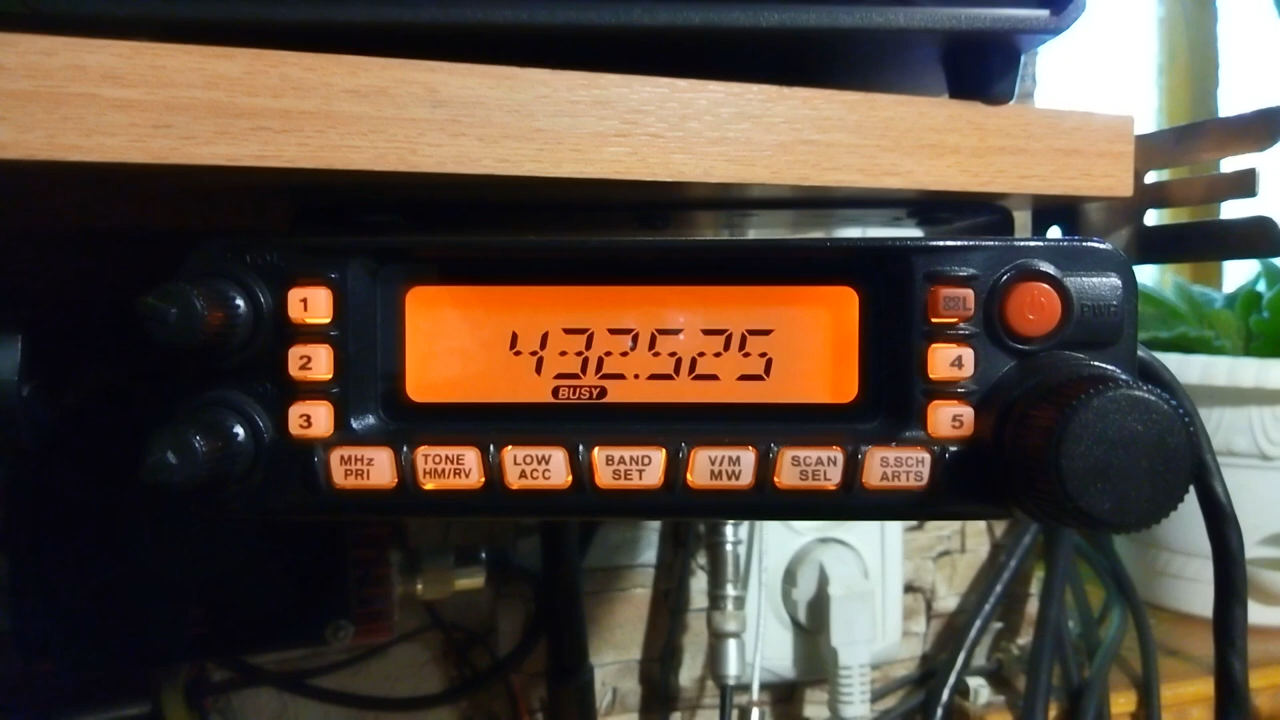 VOL
1
2
3
432.525
BUSY
L
4
5
PWR
MHz
PRI
TONE
HM/RV
LOW
ACC
BAND
SET
V/M
MW
SCAN
SEL
S.SCH
ARTS